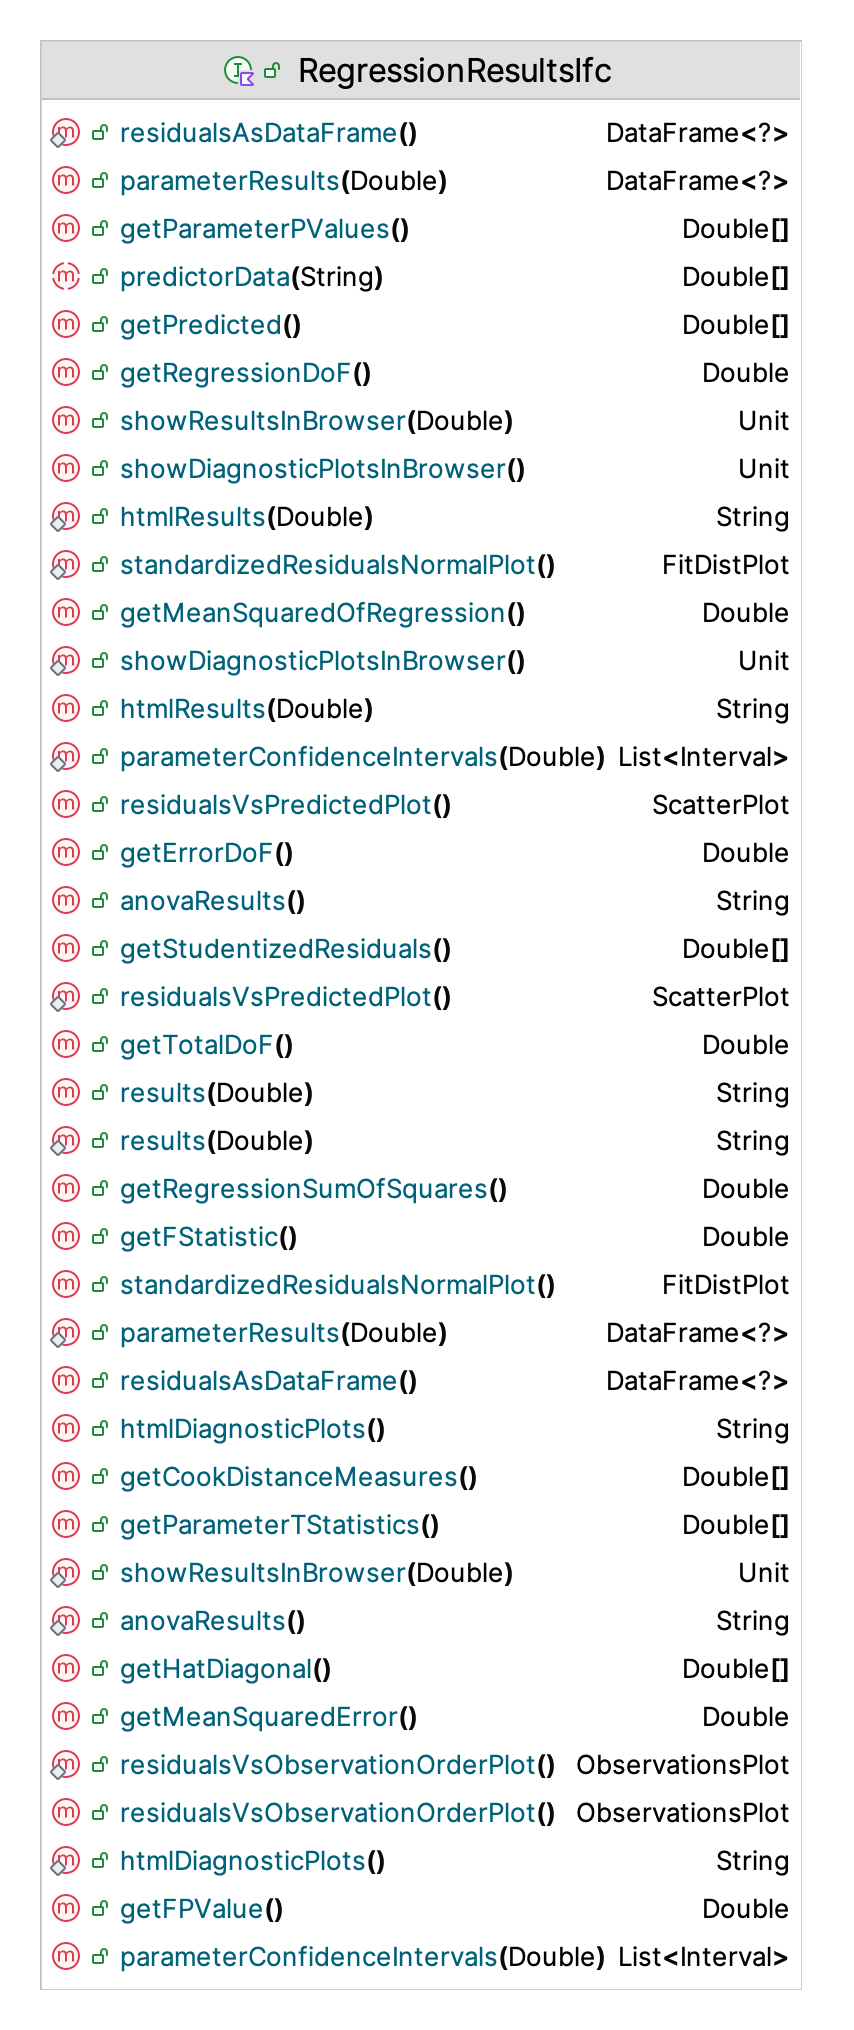 RegressionResultsIfc
residualsAsDataFrame() DataFrame<?>
parameterResults(Double) DataFrame<?>
getParameterPValues() Double[]
predictorData(String) Double[]
getPredicted() Double[]
getRegressionDoF() Double
showResultsInBrowser(Double) Unit
showDiagnosticPlotsInBrowser() Unit
htmlResults(Double) String
standardizedResidualsNormalPlot() FitDistPlot
getMeanSquaredOfRegression() Double
showDiagnosticPlotsInBrowser() Unit
htmlResults(Double) String
parameterConfidenceIntervals(Double) List<Interval>
residualsVsPredictedPlot() ScatterPlot
getErrorDoF() Double
anovaResults() String
getStudentizedResiduals() Double[]
residualsVsPredictedPlot() ScatterPlot
getTotalDoF() Double
results(Double) String
results(Double) String
getRegressionSumOfSquares() Double
getFStatistic() Double
standardizedResidualsNormalPlot() FitDistPlot
parameterResults(Double) DataFrame<?>
residualsAsDataFrame() DataFrame<?>
htmlDiagnosticPlots() String
getCookDistanceMeasures() Double[]
getParameterTStatistics() Double[]
showResultsInBrowser(Double) Unit
anovaResults() String
getHatDiagonal() Double[]
getMeanSquaredError() Double
residualsVsObservationOrderPlot() ObservationsPlot
residualsVsObservationOrderPlot() ObservationsPlot
htmlDiagnosticPlots() String
getFPValue() Double
parameterConfidenceIntervals(Double) List<Interval>